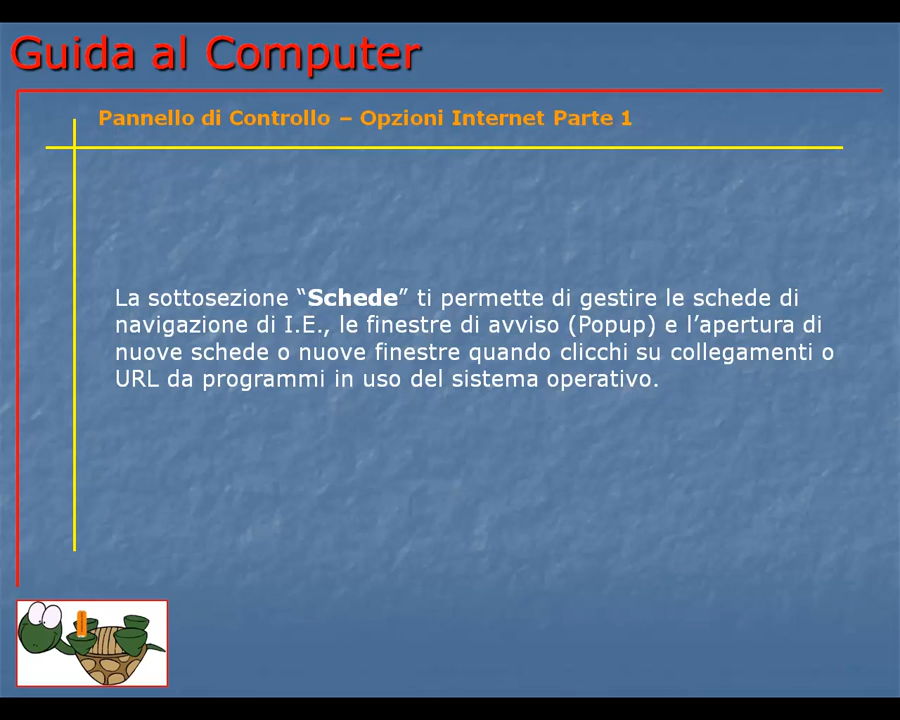 Guida al Computer
Pannello di Controllo – Opzioni Internet Parte 1
La sottosezione “Schede” ti permette di gestire le schede di
navigazione di I.E., le finestre di avviso (Popup) e l’apertura di
nuove schede o nuove finestre quando clicchi su collegamenti o
URL da programmi in uso del sistema operativo.